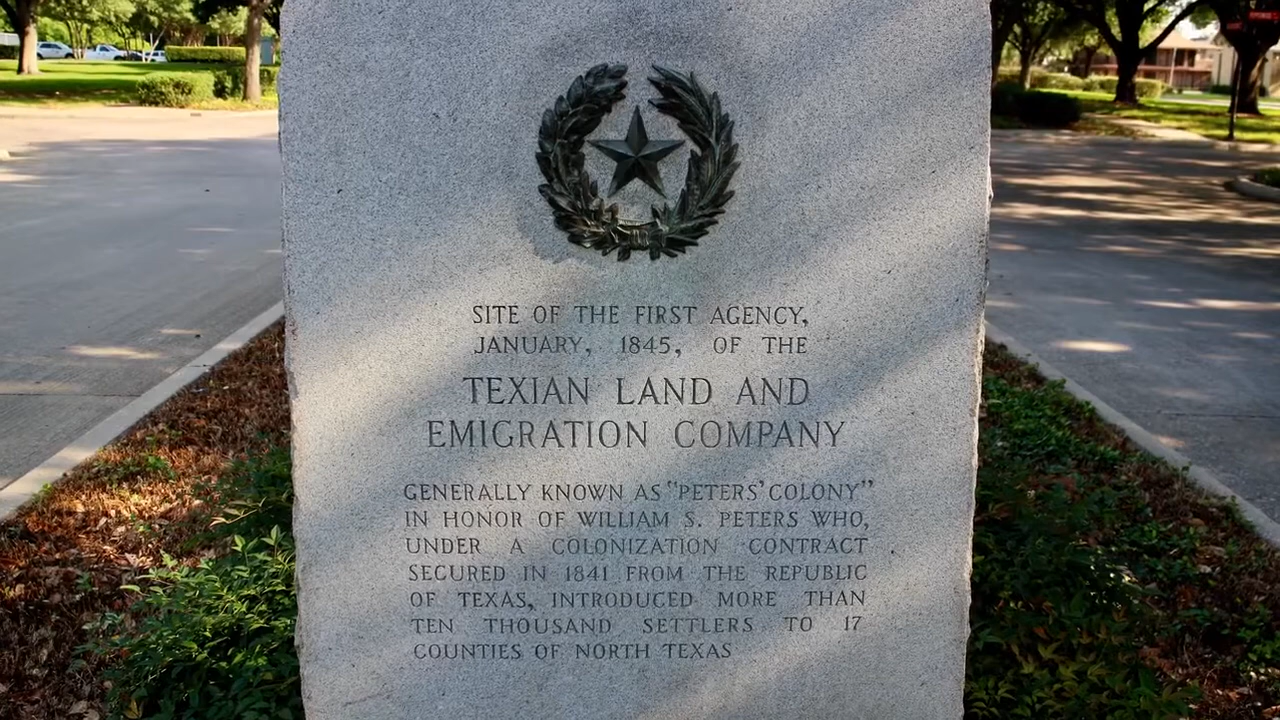 SITE OF THE FIRST AGENCY,
JANUARY, 1845, OF THE
TEXIAN LAND AND
EMIGRATION COMPANY
GENERALLY KNOWN AS "PETERS' COLONY"
IN HONOR OF WILLIAM S. PETERS WHO,
UNDER A COLONIZATION CONTRACT
SECURED IN 1841 FROM THE REPUBLIC
OF TEXAS, INTRODUCED MORE THAN
TEN THOUSAND SETTLERS TO 17
COUNTIES OF NORTH TEXAS